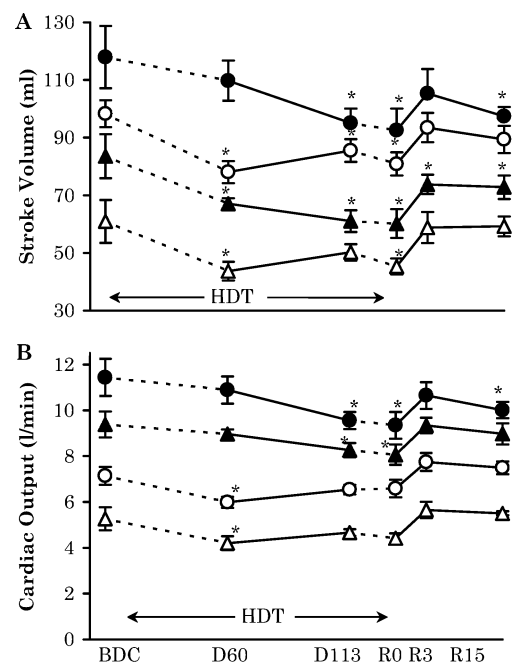 A
Stroke Volume (ml)
130
110
90
70
50
30
* *
*
* *
*
*
* * *
* *
HDT
B
Cardiac Output (l/min)
12
10
8
6
4
2
0
* * *
* *
*
*
HDT
BDC D60 D113 R0 R3 R15